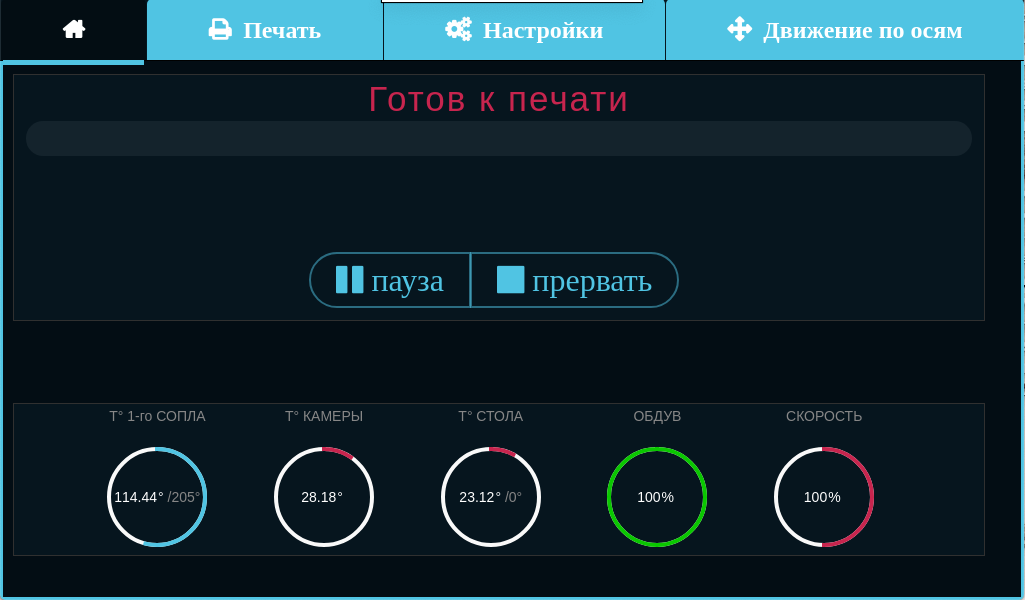 Печать Настройки Движение по осям
Готов к печати
пауза прервать
T° 1-го СОПЛА T° КАМЕРЫ T° СТОЛА ОБДУВ СКОРОСТЬ
114.44° /205° 28.18° 23.12° /0° 100% 100%